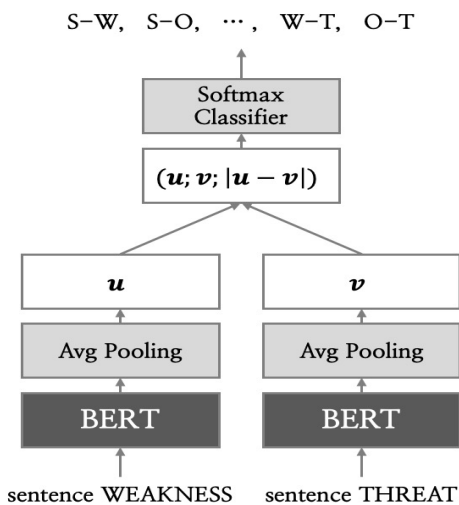 S–W, S–O, ⋯, W–T, O–T
Softmax
Classifier
(u; v; |u − v|)
u
v
Avg Pooling
Avg Pooling
BERT
BERT
sentence WEAKNESS
sentence THREAT